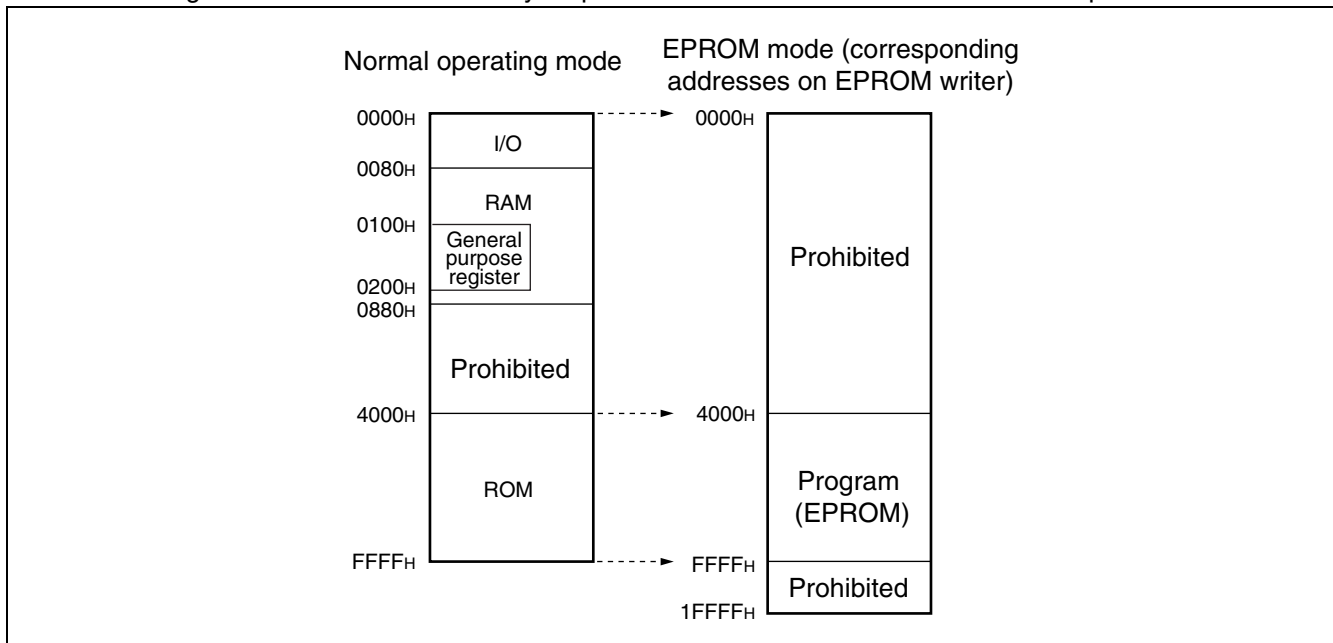 Normal operating mode
0000H
I/O
0080H
RAM
0100H
General
purpose
register
0200H
0880H
Prohibited
4000H
ROM
FFFFH
EPROM mode (corresponding
addresses on EPROM writer)
0000H
Prohibited
4000H
Program
(EPROM)
FFFFH
Prohibited
1FFFFH